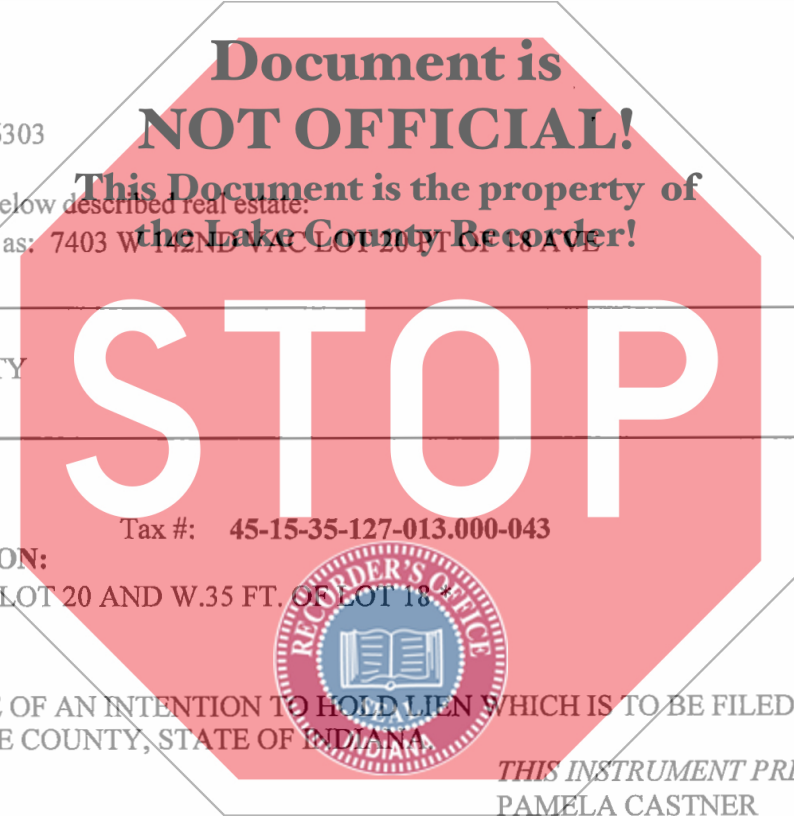 Document is
NOT OFFICIAL!
This Document is the property of
the Lake County Recorder!
elow described real estate:
as: 7403 W 142ND VAC LOT 20 PT OF 18 AVE
TY
STOP
Tax #: 45-15-35-127-013.000-043
ON:
LOT 20 AND W.35 FT. OF LOT 18 *
RECORDER'S OFFICE
INDIANA
E OF AN INTENTION TO HOLD LIEN WHICH IS TO BE FILED
E COUNTY, STATE OF INDIANA.
THIS INSTRUMENT PRE
PAMELA CASTNER